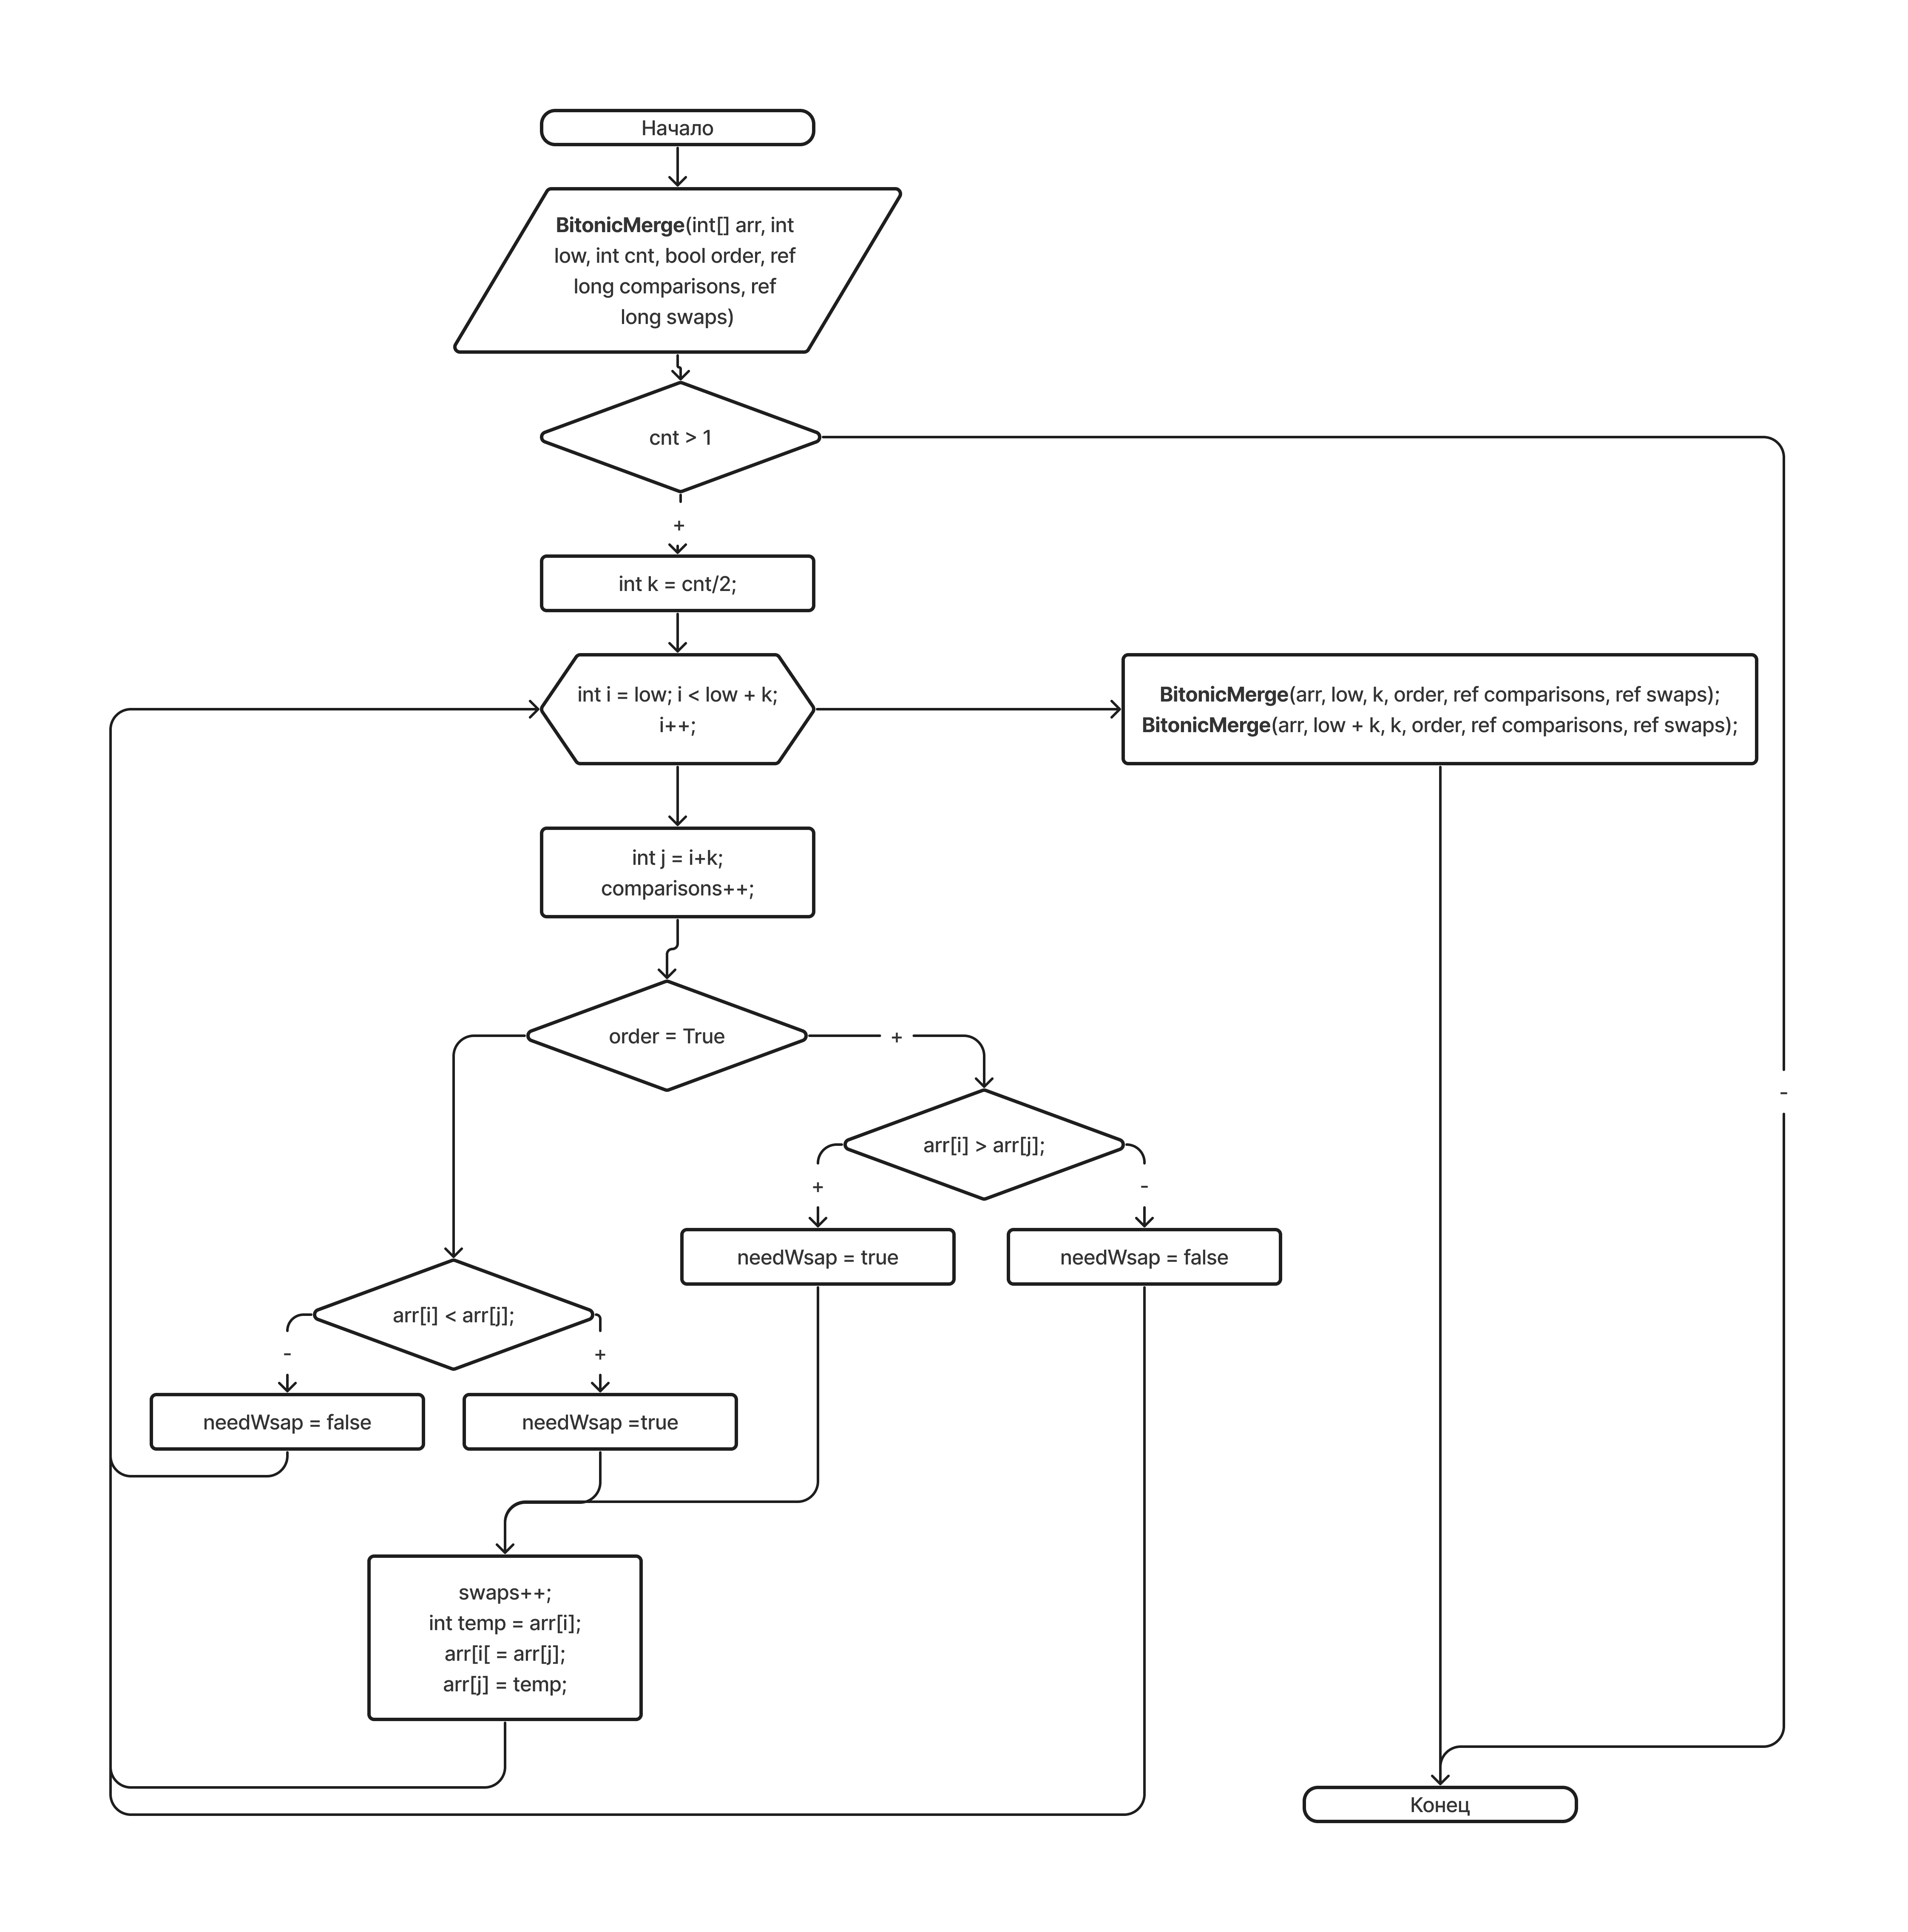 Начало
BitonicMerge(int[] arr, int
low, int cnt, bool order, ref
long comparisons, ref
long swaps)
cnt > 1
+
int k = cnt/2;
int i = low; i < low + k;
i++;
BitonicMerge(arr, low, k, order, ref comparisons, ref swaps);
BitonicMerge(arr, low + k, k, order, ref comparisons, ref swaps);
int j = i+k;
comparisons++;
order = True
+
-
arr[i] > arr[j];
+
-
needWsap = true
needWsap = false
arr[i] < arr[j];
-
+
needWsap = false
needWsap =true
swaps++;
int temp = arr[i];
arr[i[ = arr[j];
arr[j] = temp;
Конец